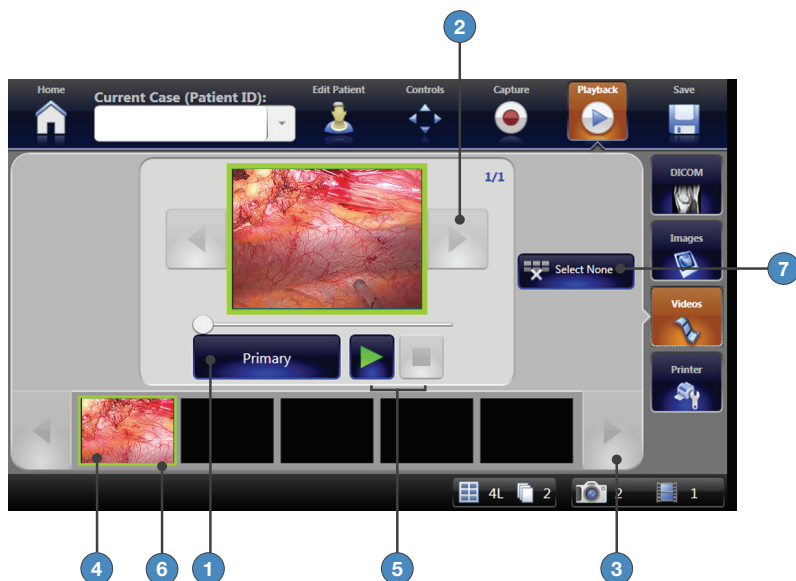 2
Home
Current Case (Patient ID):
Edit Patient
Controls
Capture
Playback
Save
1/1
DICOM
Images
Select None
7
Videos
Primary
Printer
4L 2 2 1
4 6 1 5 3